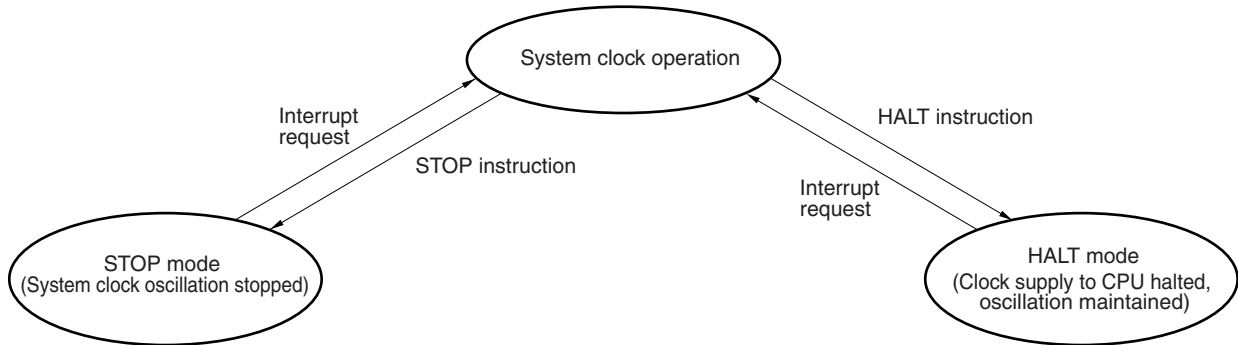 System clock operation
Interrupt
request
STOP instruction
HALT instruction
Interrupt
request
STOP mode
(System clock oscillation stopped)
HALT mode
(Clock supply to CPU halted,
oscillation maintained)